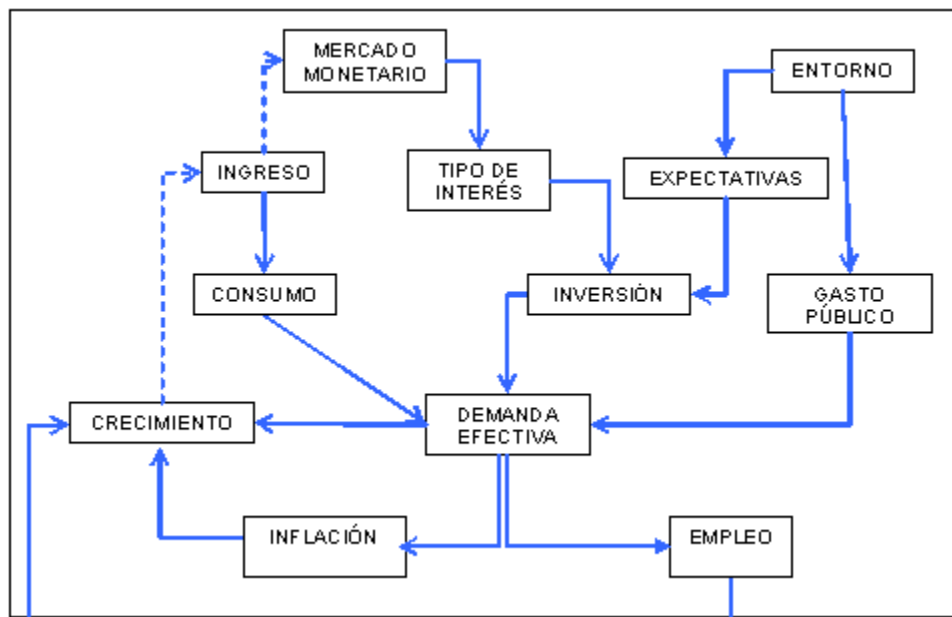 MERCADO
MONETARIO
ENTORNO
INGRESO
TIPO DE
INTERÉS
EXPECTATIVAS
CONSUMO
INVERSIÓN
GASTO
PÚBLICO
CRECIMIENTO
DEMANDA
EFECTIVA
INFLACIÓN
EMPLEO